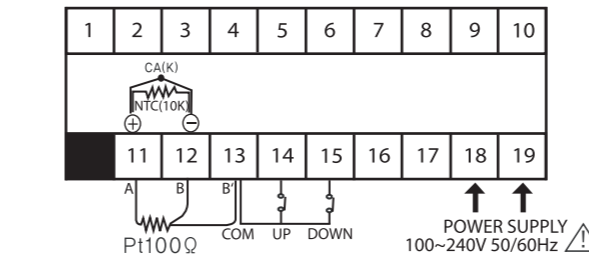 1 2 3 4 5 6 7 8 9 10
CA(K)
NTC(10K)
+ −
11 12 13 14 15 16 17 18 19
A B B'
COM UP DOWN
Pt100Ω
POWER SUPPLY
100~240V 50/60Hz !